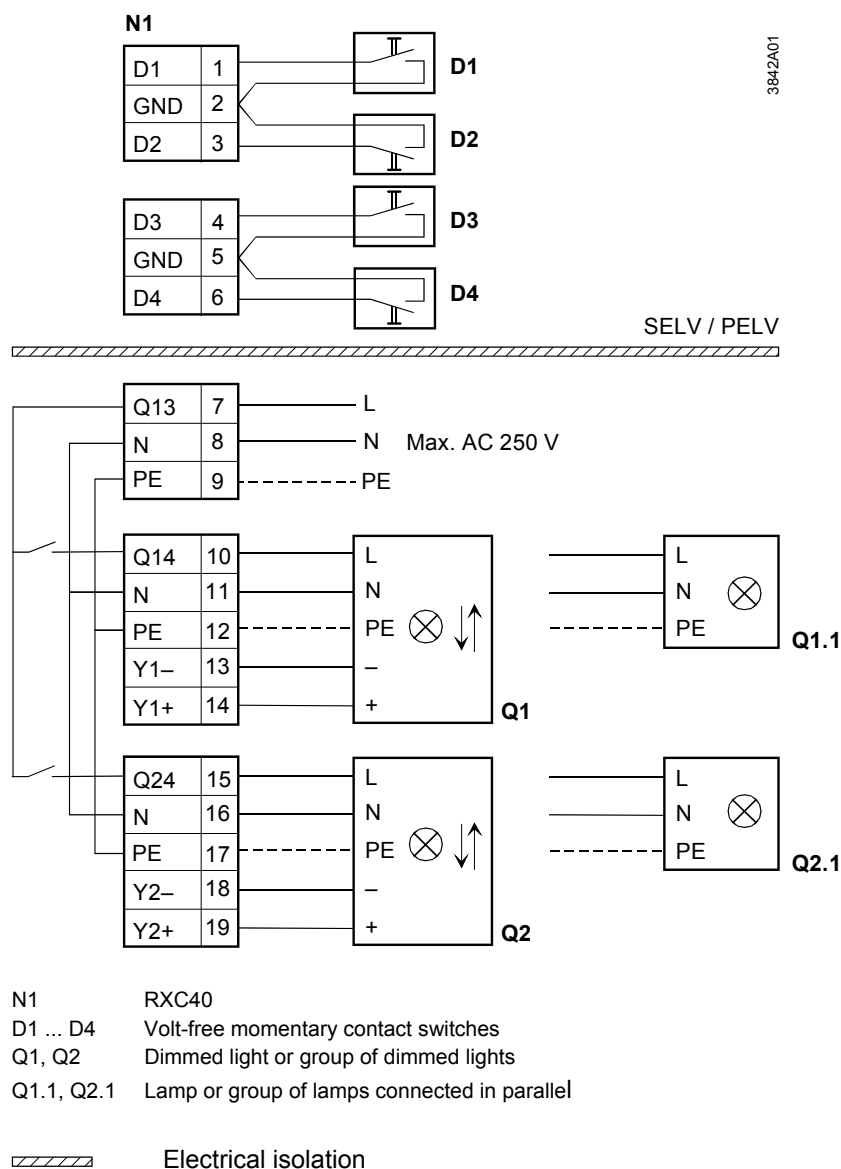 N1
D1 1
GND 2
D2 3
D1
D2
3842A01
D3 4
GND 5
D4 6
D3
D4
SELV / PELV
Q13 7 L
N 8 N Max. AC 250 V
PE 9 PE
Q14 10 L L
N 11 N N
PE 12 PE PE
Q1.1
Y1– 13 –
Y1+ 14 +
Q1
Q24 15 L L
N 16 N N
PE 17 PE PE
Q2.1
Y2– 18 –
Y2+ 19 +
Q2
N1 RXC40
D1 ... D4 Volt-free momentary contact switches
Q1, Q2 Dimmed light or group of dimmed lights
Q1.1, Q2.1 Lamp or group of lamps connected in parallel
Electrical isolation